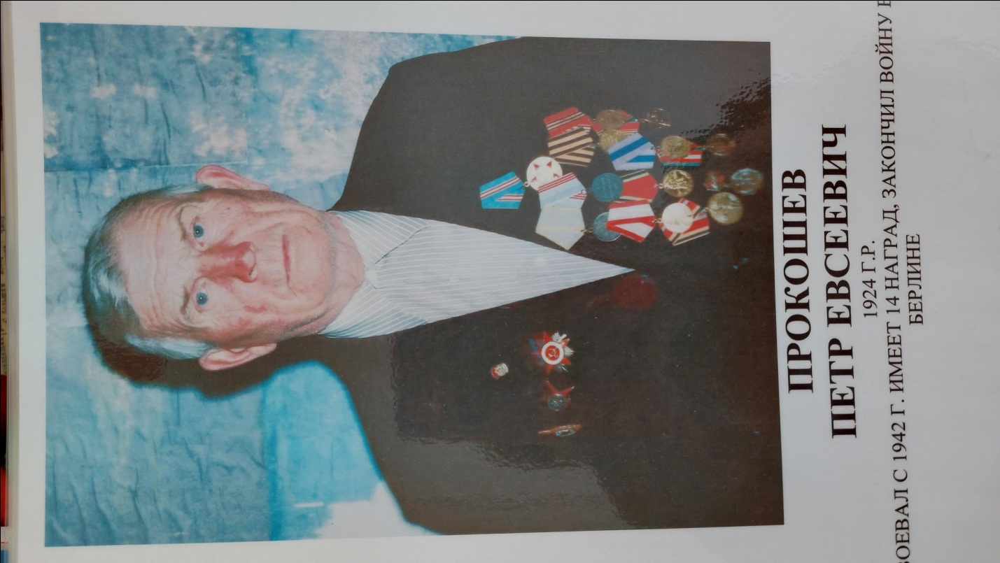 ПРОКОШЕВ
ПЕТР ЕВСЕЕВИЧ
1924 Г.Р.
ВОЕВАЛ С 1942 Г. ИМЕЕТ 14 НАГРАД, ЗАКОНЧИЛ ВОЙНУ В
БЕРЛИНЕ